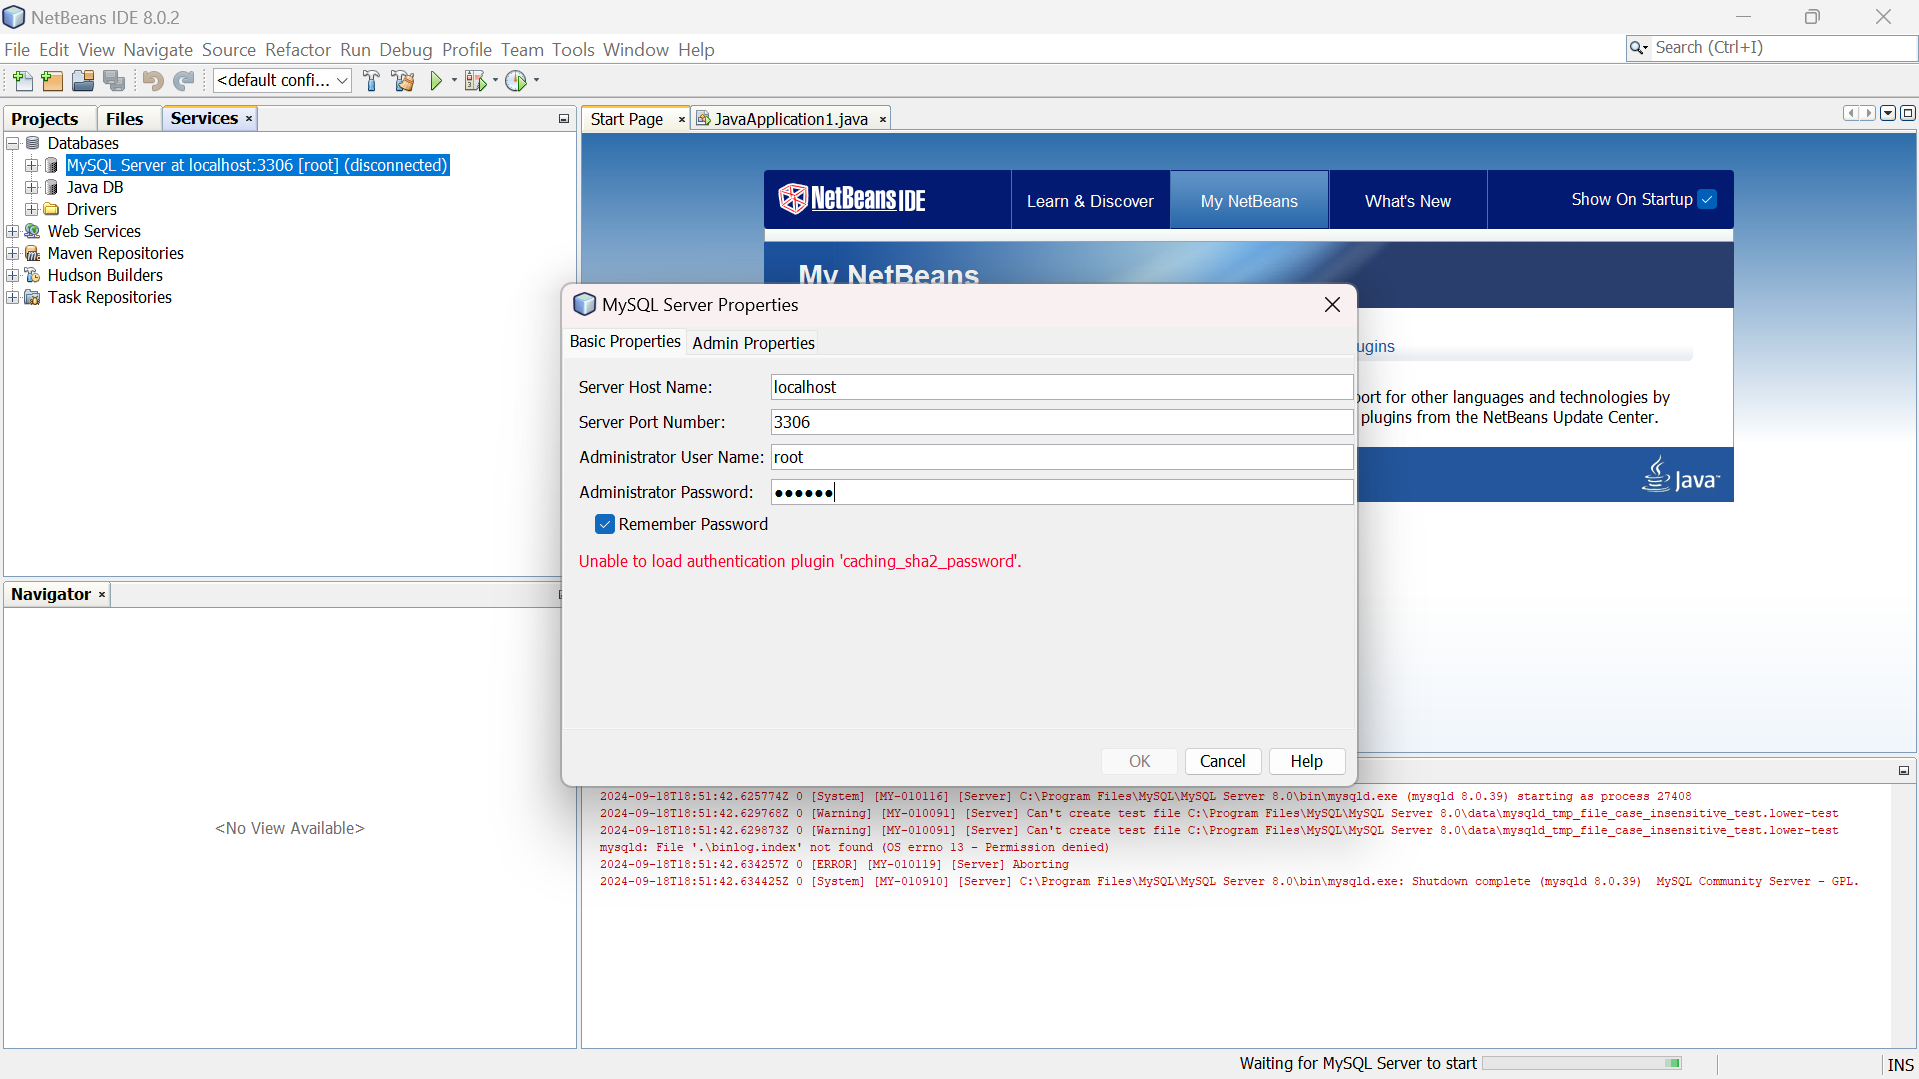 NetBeans IDE 8.0.2
File Edit View Navigate Source Refactor Run Debug Profile Team Tools Window Help
Search (Ctrl+I)
<default confi...
Projects Files Services
Databases
MySQL Server at localhost:3306 [root] (disconnected)
Java DB
Drivers
Web Services
Maven Repositories
Hudson Builders
Task Repositories
Navigator
<No View Available>
Start Page JavaApplication1.java
NetBeans IDE Learn & Discover My NetBeans What's New Show On Startup
My NetBeans
ugins
port for other languages and technologies by
plugins from the NetBeans Update Center.
Java™
MySQL Server Properties
Basic Properties Admin Properties
Server Host Name: localhost
Server Port Number: 3306
Administrator User Name: root
Administrator Password: ●●●●●●
Remember Password
Unable to load authentication plugin 'caching_sha2_password'.
OK Cancel Help
2024-09-18T18:51:42.625774Z 0 [System] [MY-010116] [Server] C:\Program Files\MySQL\MySQL Server 8.0\bin\mysqld.exe (mysqld 8.0.39) starting as process 27408
2024-09-18T18:51:42.629768Z 0 [Warning] [MY-010091] [Server] Can't create test file C:\Program Files\MySQL\MySQL Server 8.0\data\mysqld_tmp_file_case_insensitive_test.lower-test
2024-09-18T18:51:42.629873Z 0 [Warning] [MY-010091] [Server] Can't create test file C:\Program Files\MySQL\MySQL Server 8.0\data\mysqld_tmp_file_case_insensitive_test.lower-test
mysqld: File '.\binlog.index' not found (OS errno 13 - Permission denied)
2024-09-18T18:51:42.634257Z 0 [ERROR] [MY-010119] [Server] Aborting
2024-09-18T18:51:42.634425Z 0 [System] [MY-010910] [Server] C:\Program Files\MySQL\MySQL Server 8.0\bin\mysqld.exe: Shutdown complete (mysqld 8.0.39)  MySQL Community Server - GPL.
Waiting for MySQL Server to start
INS